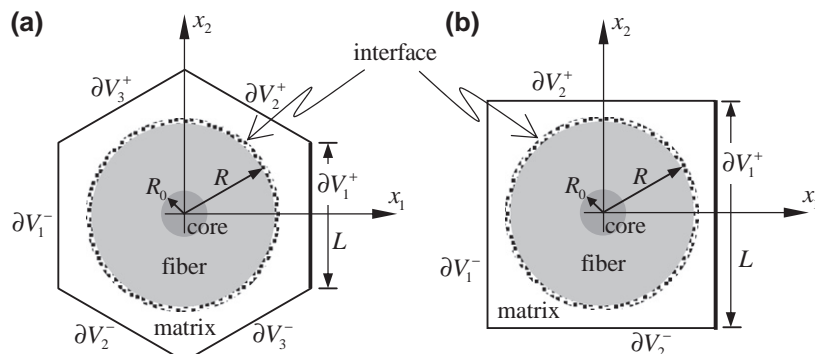 (a)
x₂
interface
(b)
x₂
∂V₃⁺
∂V₂⁺
∂V₂⁺
R₀
R
∂V₁⁺
x₁
R₀
R
∂V₁⁺
∂V₁⁻
core
L
core
L
fiber
∂V₁⁻
fiber
matrix
matrix
∂V₂⁻
∂V₃⁻
∂V₂⁻